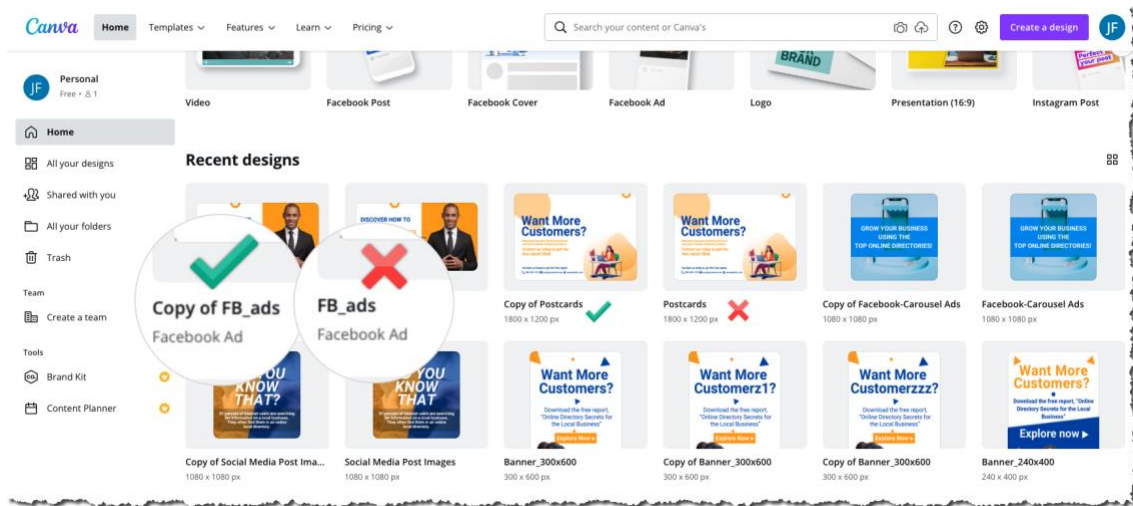 Canva
Home
Templates
Features
Learn
Pricing
Search your content or Canva's
Create a design
JF
JF
Personal
Free • 1
BRAND
Perfect
your post
Video
Facebook Post
Facebook Cover
Facebook Ad
Logo
Presentation (16:9)
Instagram Post
Home
All your designs
Shared with you
All your folders
Trash
Team
Create a team
Tools
Brand Kit
Content Planner
Recent designs
DISCOVER HOW TO
Copy of FB_ads
Facebook Ad
FB_ads
Facebook Ad
Want More
Customers?
Copy of Postcards
1800 x 1200 px
Want More
Customers?
Postcards
1800 x 1200 px
GROW YOUR BUSINESS
USING THE
TOP ONLINE DIRECTORIES!
Copy of Facebook-Carousel Ads
1080 x 1080 px
GROW YOUR BUSINESS
USING THE
TOP ONLINE DIRECTORIES!
Facebook-Carousel Ads
1080 x 1080 px
YOU
KNOW
THAT?
Copy of Social Media Post Ima...
1080 x 1080 px
YOU
KNOW
THAT
Social Media Post Images
1080 x 1080 px
Want More
Customers?
Download the free report,
"Online Directory Secrets for
the Local Business"
Explore Now
Banner_300x600
300 x 600 px
Want More
Customerz1?
Download the free report,
"Online Directory Secrets for
the Local Business"
Explore Now
Copy of Banner_300x600
300 x 600 px
Want More
Customerzzz?
Download the free report,
"Online Directory Secrets for
the Local Business"
Explore Now
Copy of Banner_300x600
300 x 600 px
Want More
Customers?
Download the free report, "Online
Directory Secrets for the Local
Business"
Explore now
Banner_240x400
240 x 400 px